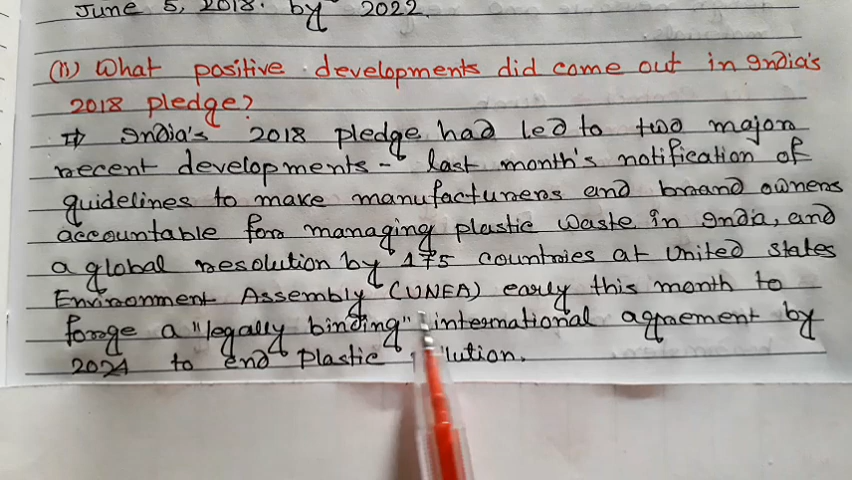 June 5, 2018. by 2022.
(ii) What positive developments did come out in India's
2018 pledge?
⇒ India's 2018 pledge had led to two major
recent developments - last month's notification of
guidelines to make manufacturers and brand owners
accountable for managing plastic waste in India, and
a global resolution by 175 countries at United States
Environment Assembly (UNEA) early this month to
forge a "legally binding" international agreement by
2024 to end Plastic lution.